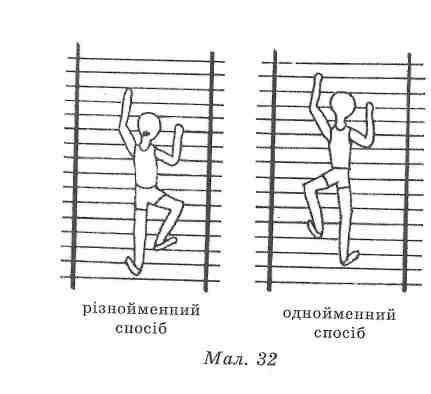 різнойменний
спосіб
однойменний
спосіб
Мал. 32